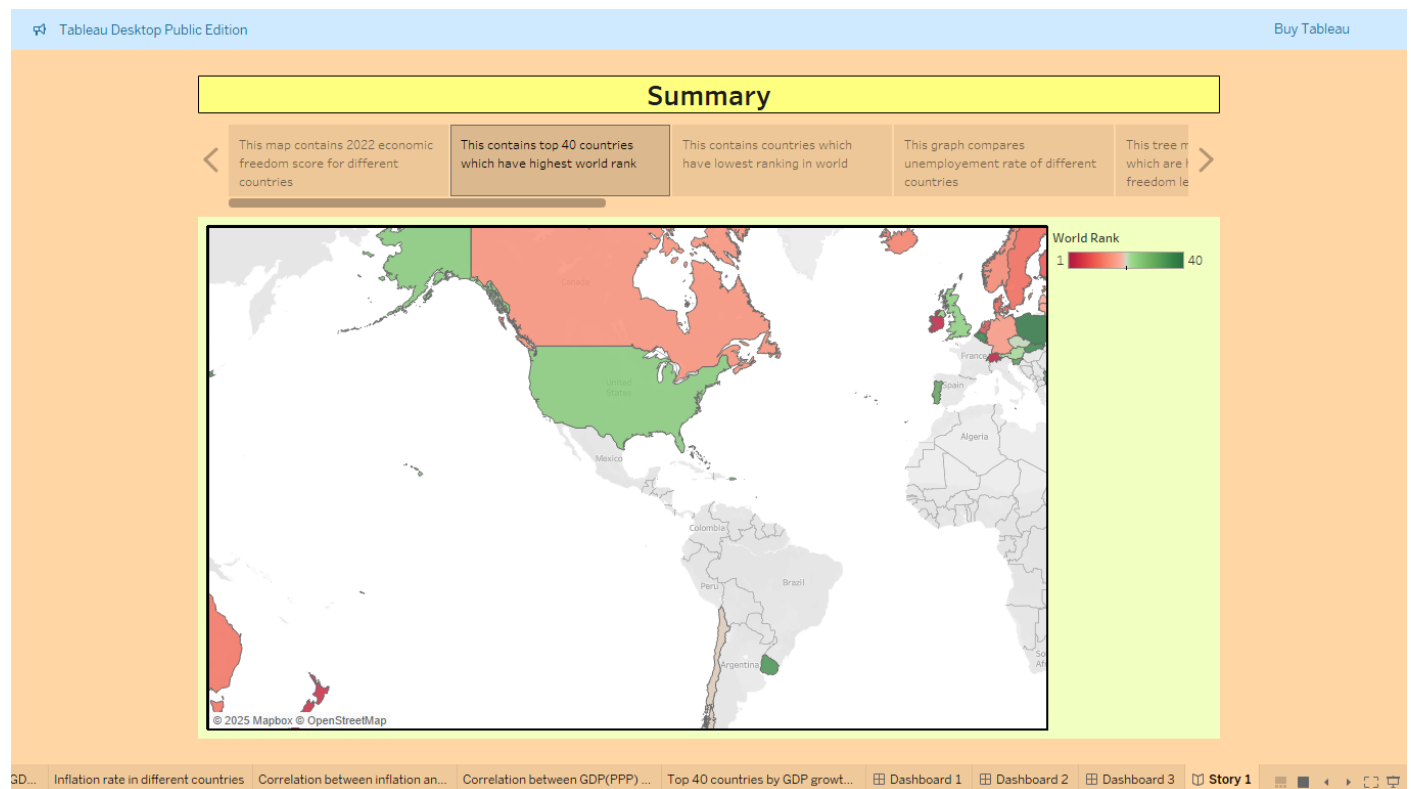 Tableau Desktop Public Edition
Buy Tableau
Summary
This map contains 2022 economic
freedom score for different
countries
This contains top 40 countries
which have highest world rank
This contains countries which
have lowest ranking in world
This graph compares
unemployement rate of different
countries
This tree m
which are h
freedom le
World Rank
1
40
Canada
United
States
Mexico
France
Spain
Algeria
Colombia
Peru
Brazil
Argentina
So
Af
© 2025 Mapbox © OpenStreetMap
GD...
Inflation rate in different countries
Correlation between inflation an...
Correlation between GDP(PPP) ...
Top 40 countries by GDP growt...
Dashboard 1
Dashboard 2
Dashboard 3
Story 1